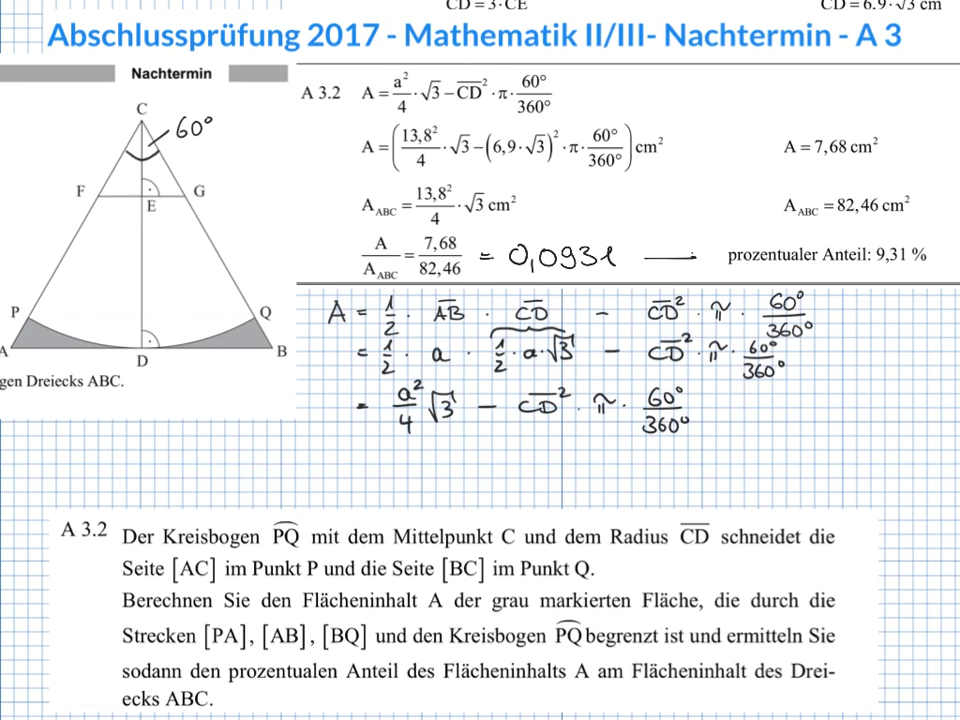 CD = 3 · CE
CD = 6,9 · √3 cm
Abschlussprüfung 2017 - Mathematik II/III- Nachtermin - A 3
Nachtermin
C
60°
F
G
E
P
Q
A
B
D
gen Dreiecks ABC.
A 3.2 A = a²/4 · √3 − CD² · π · 60°/360°
A = (13,8²/4 · √3 − (6,9 · √3)² · π · 60°/360°) cm²
A = 7,68 cm²
A_ABC = 13,8²/4 · √3 cm²
A_ABC = 82,46 cm²
A/A_ABC = 7,68/82,46 = 0,0931 —
prozentualer Anteil: 9,31 %
A = 1/2 · AB · CD − CD² · π · 60°/360°
= 1/2 · a · 1/2 · a · √3 − CD² · π · 60°/360°
= a²/4 √3 − CD² · π · 60°/360°
A 3.2 Der Kreisbogen PQ mit dem Mittelpunkt C und dem Radius CD schneidet die
Seite [AC] im Punkt P und die Seite [BC] im Punkt Q.
Berechnen Sie den Flächeninhalt A der grau markierten Fläche, die durch die
Strecken [PA], [AB], [BQ] und den Kreisbogen PQ begrenzt ist und ermitteln Sie
sodann den prozentualen Anteil des Flächeninhalts A am Flächeninhalt des Drei-
ecks ABC.